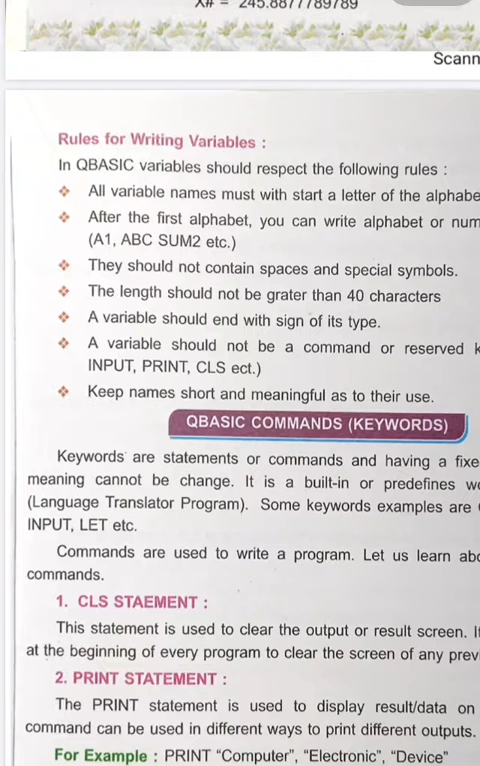 X# = 245.8877789789
Scann
Rules for Writing Variables :
In QBASIC variables should respect the following rules :
❖ All variable names must with start a letter of the alphabe
❖ After the first alphabet, you can write alphabet or num
(A1, ABC SUM2 etc.)
❖ They should not contain spaces and special symbols.
❖ The length should not be grater than 40 characters
❖ A variable should end with sign of its type.
❖ A variable should not be a command or reserved k
INPUT, PRINT, CLS ect.)
❖ Keep names short and meaningful as to their use.
QBASIC COMMANDS (KEYWORDS)
Keywords are statements or commands and having a fixe
meaning cannot be change. It is a built-in or predefines wo
(Language Translator Program). Some keywords examples are
INPUT, LET etc.
Commands are used to write a program. Let us learn abo
commands.
1. CLS STAEMENT :
This statement is used to clear the output or result screen. It
at the beginning of every program to clear the screen of any prev
2. PRINT STATEMENT :
The PRINT statement is used to display result/data on
command can be used in different ways to print different outputs.
For Example : PRINT “Computer”, “Electronic”, “Device”